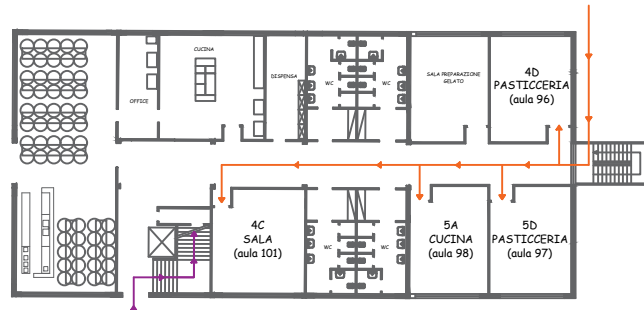 CUCINA
OFFICE
DISPENSA
WC
WC
SALA PREPARAZIONE
GELATO
4D
PASTICCERIA
(aula 96)
4C
SALA
(aula 101)
WC
WC
5A
CUCINA
(aula 98)
5D
PASTICCERIA
(aula 97)